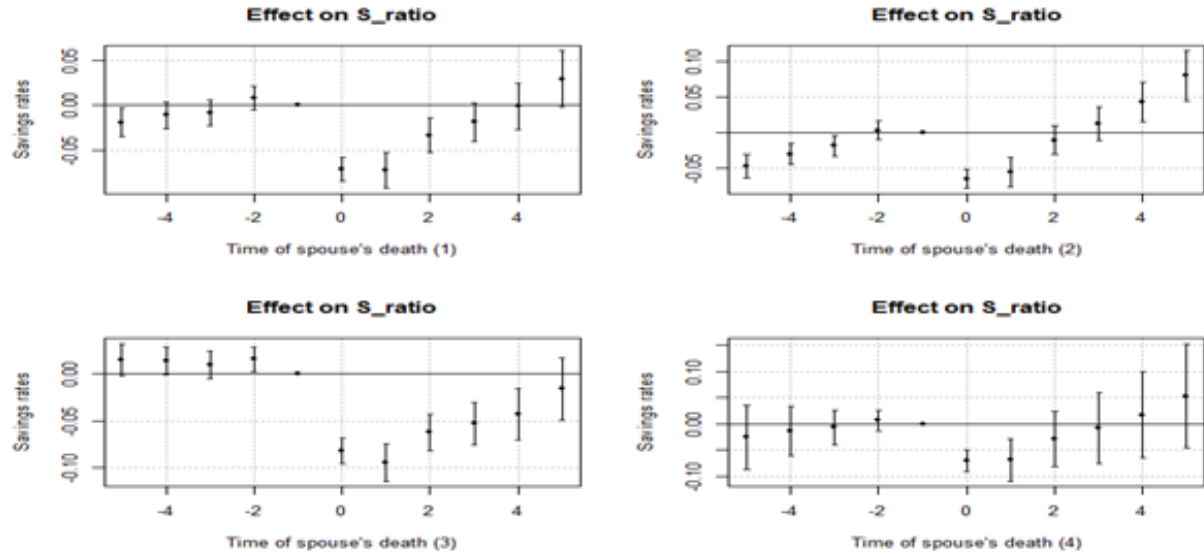 Effect on S_ratio
Savings rates
0.05
0.00
-0.05
-4 -2 0 2 4
Time of spouse's death (1)
Effect on S_ratio
Savings rates
0.10
0.05
-0.05
-4 -2 0 2 4
Time of spouse's death (2)
Effect on S_ratio
Savings rates
0.00
-0.05
-0.10
-4 -2 0 2 4
Time of spouse's death (3)
Effect on S_ratio
Savings rates
0.10
0.00
-0.10
-4 -2 0 2 4
Time of spouse's death (4)